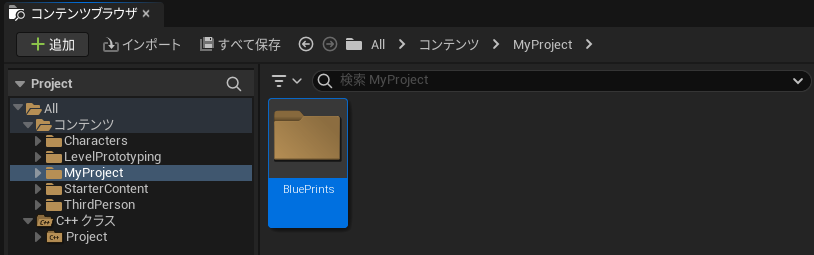 コンテンツブラウザ ×
+ 追加 インポート すべて保存 All > コンテンツ > MyProject >
Project
検索 MyProject
All
コンテンツ
Characters
LevelPrototyping
MyProject
StarterContent
ThirdPerson
C++ クラス
C++ Project
BluePrints